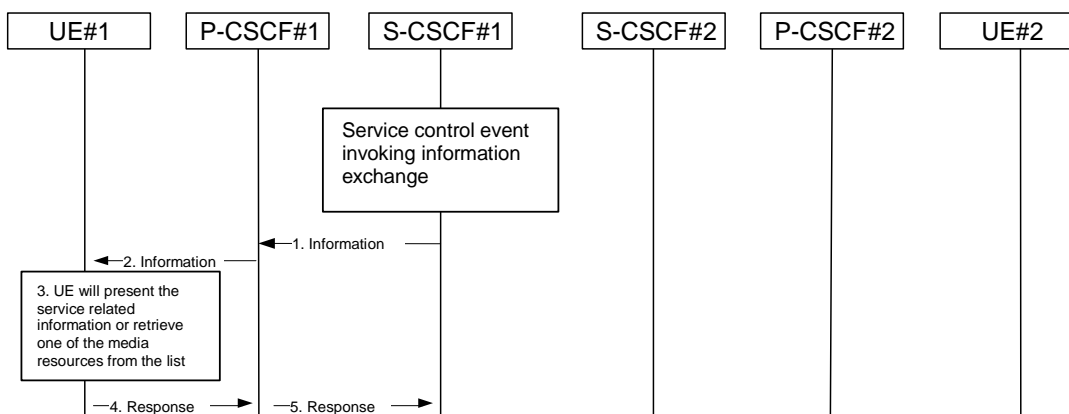 UE#1
P-CSCF#1
S-CSCF#1
S-CSCF#2
P-CSCF#2
UE#2
Service control event
invoking information
exchange
1. Information
2. Information
3. UE will present the
service related
information or retrieve
one of the media
resources from the list
4. Response
5. Response